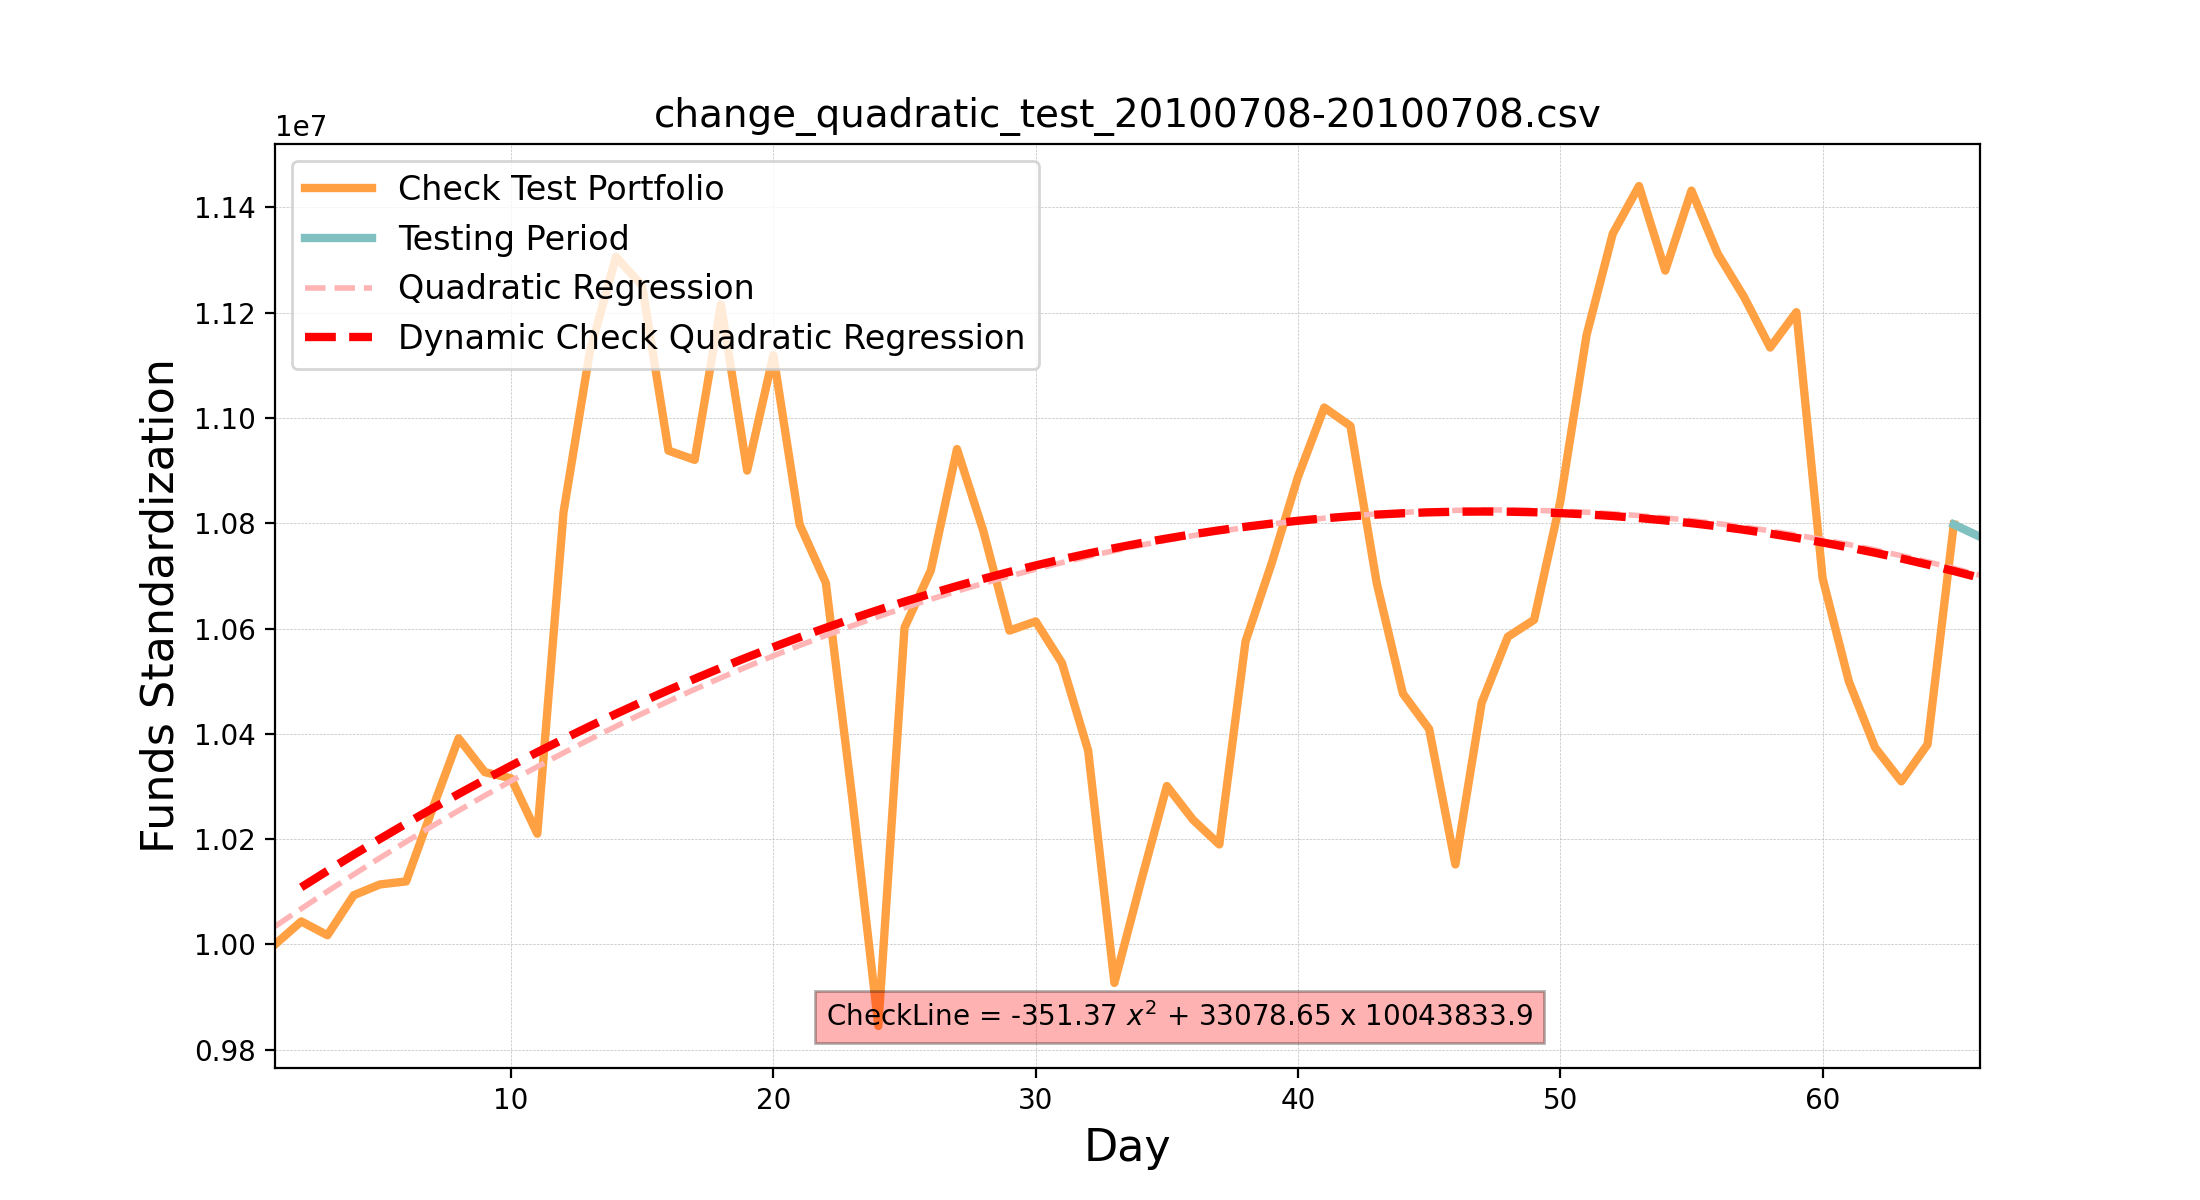 change_quadratic_test_20100708-20100708.csv
1e7
Check Test Portfolio
Testing Period
Quadratic Regression
Dynamic Check Quadratic Regression
1.14
1.12
1.10
1.08
1.06
1.04
1.02
1.00
0.98
Funds Standardization
CheckLine = -351.37 x² + 33078.65 x 10043833.9
10 20 30 40 50 60
Day